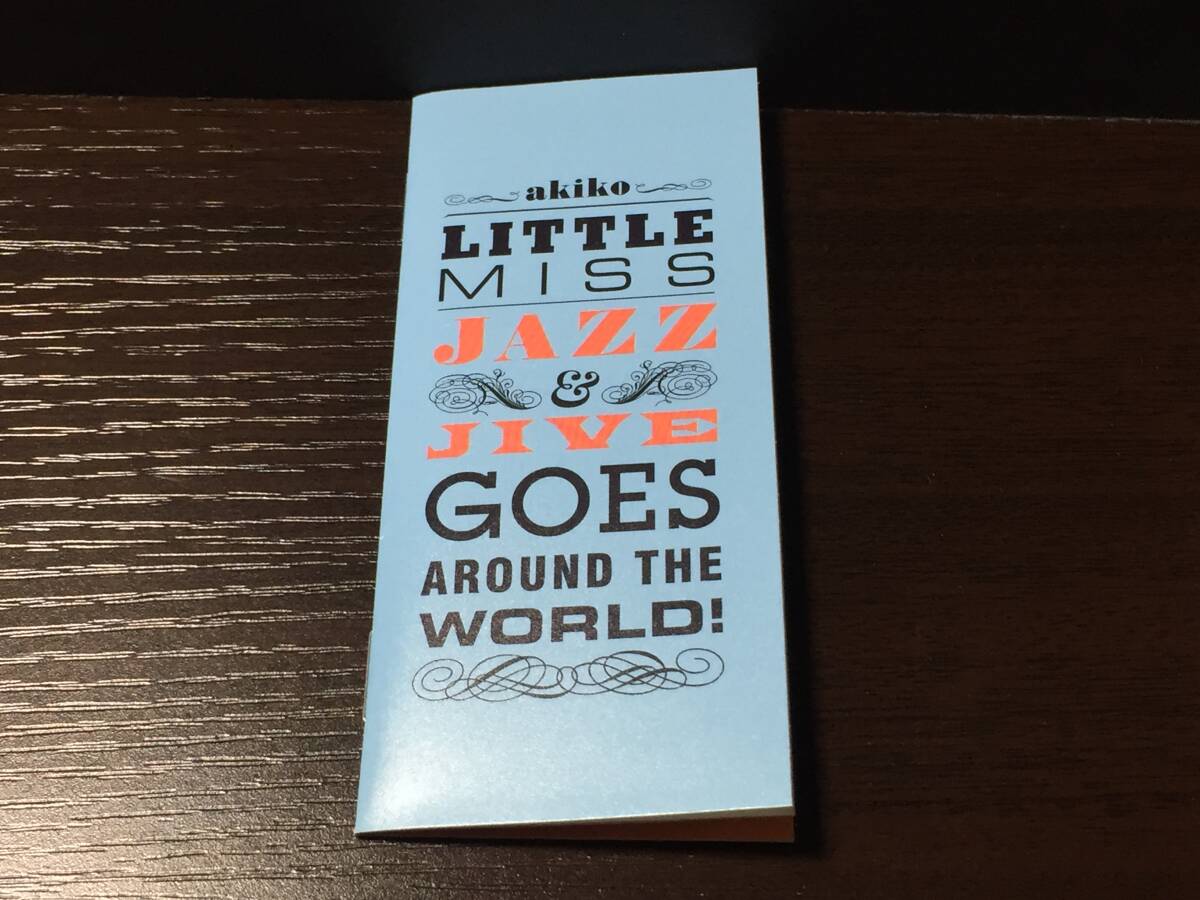 akiko
LITTLE
MISS
JAZZ
&
JIVE
GOES
AROUND THE
WORLD!